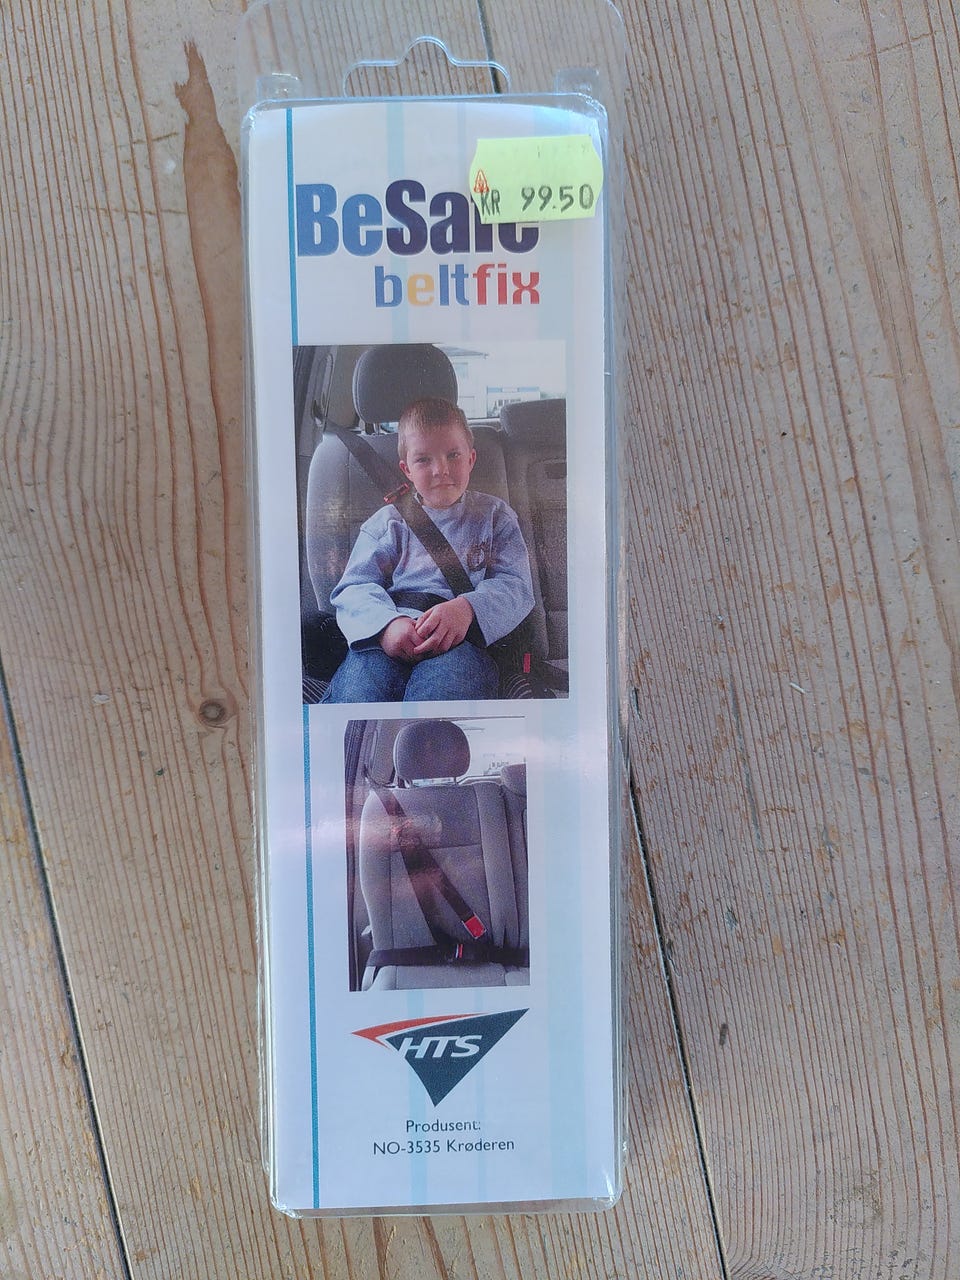 KR 99.50
BeSafe
beltfix
HTS
Produsent:
NO-3535 Krøderen